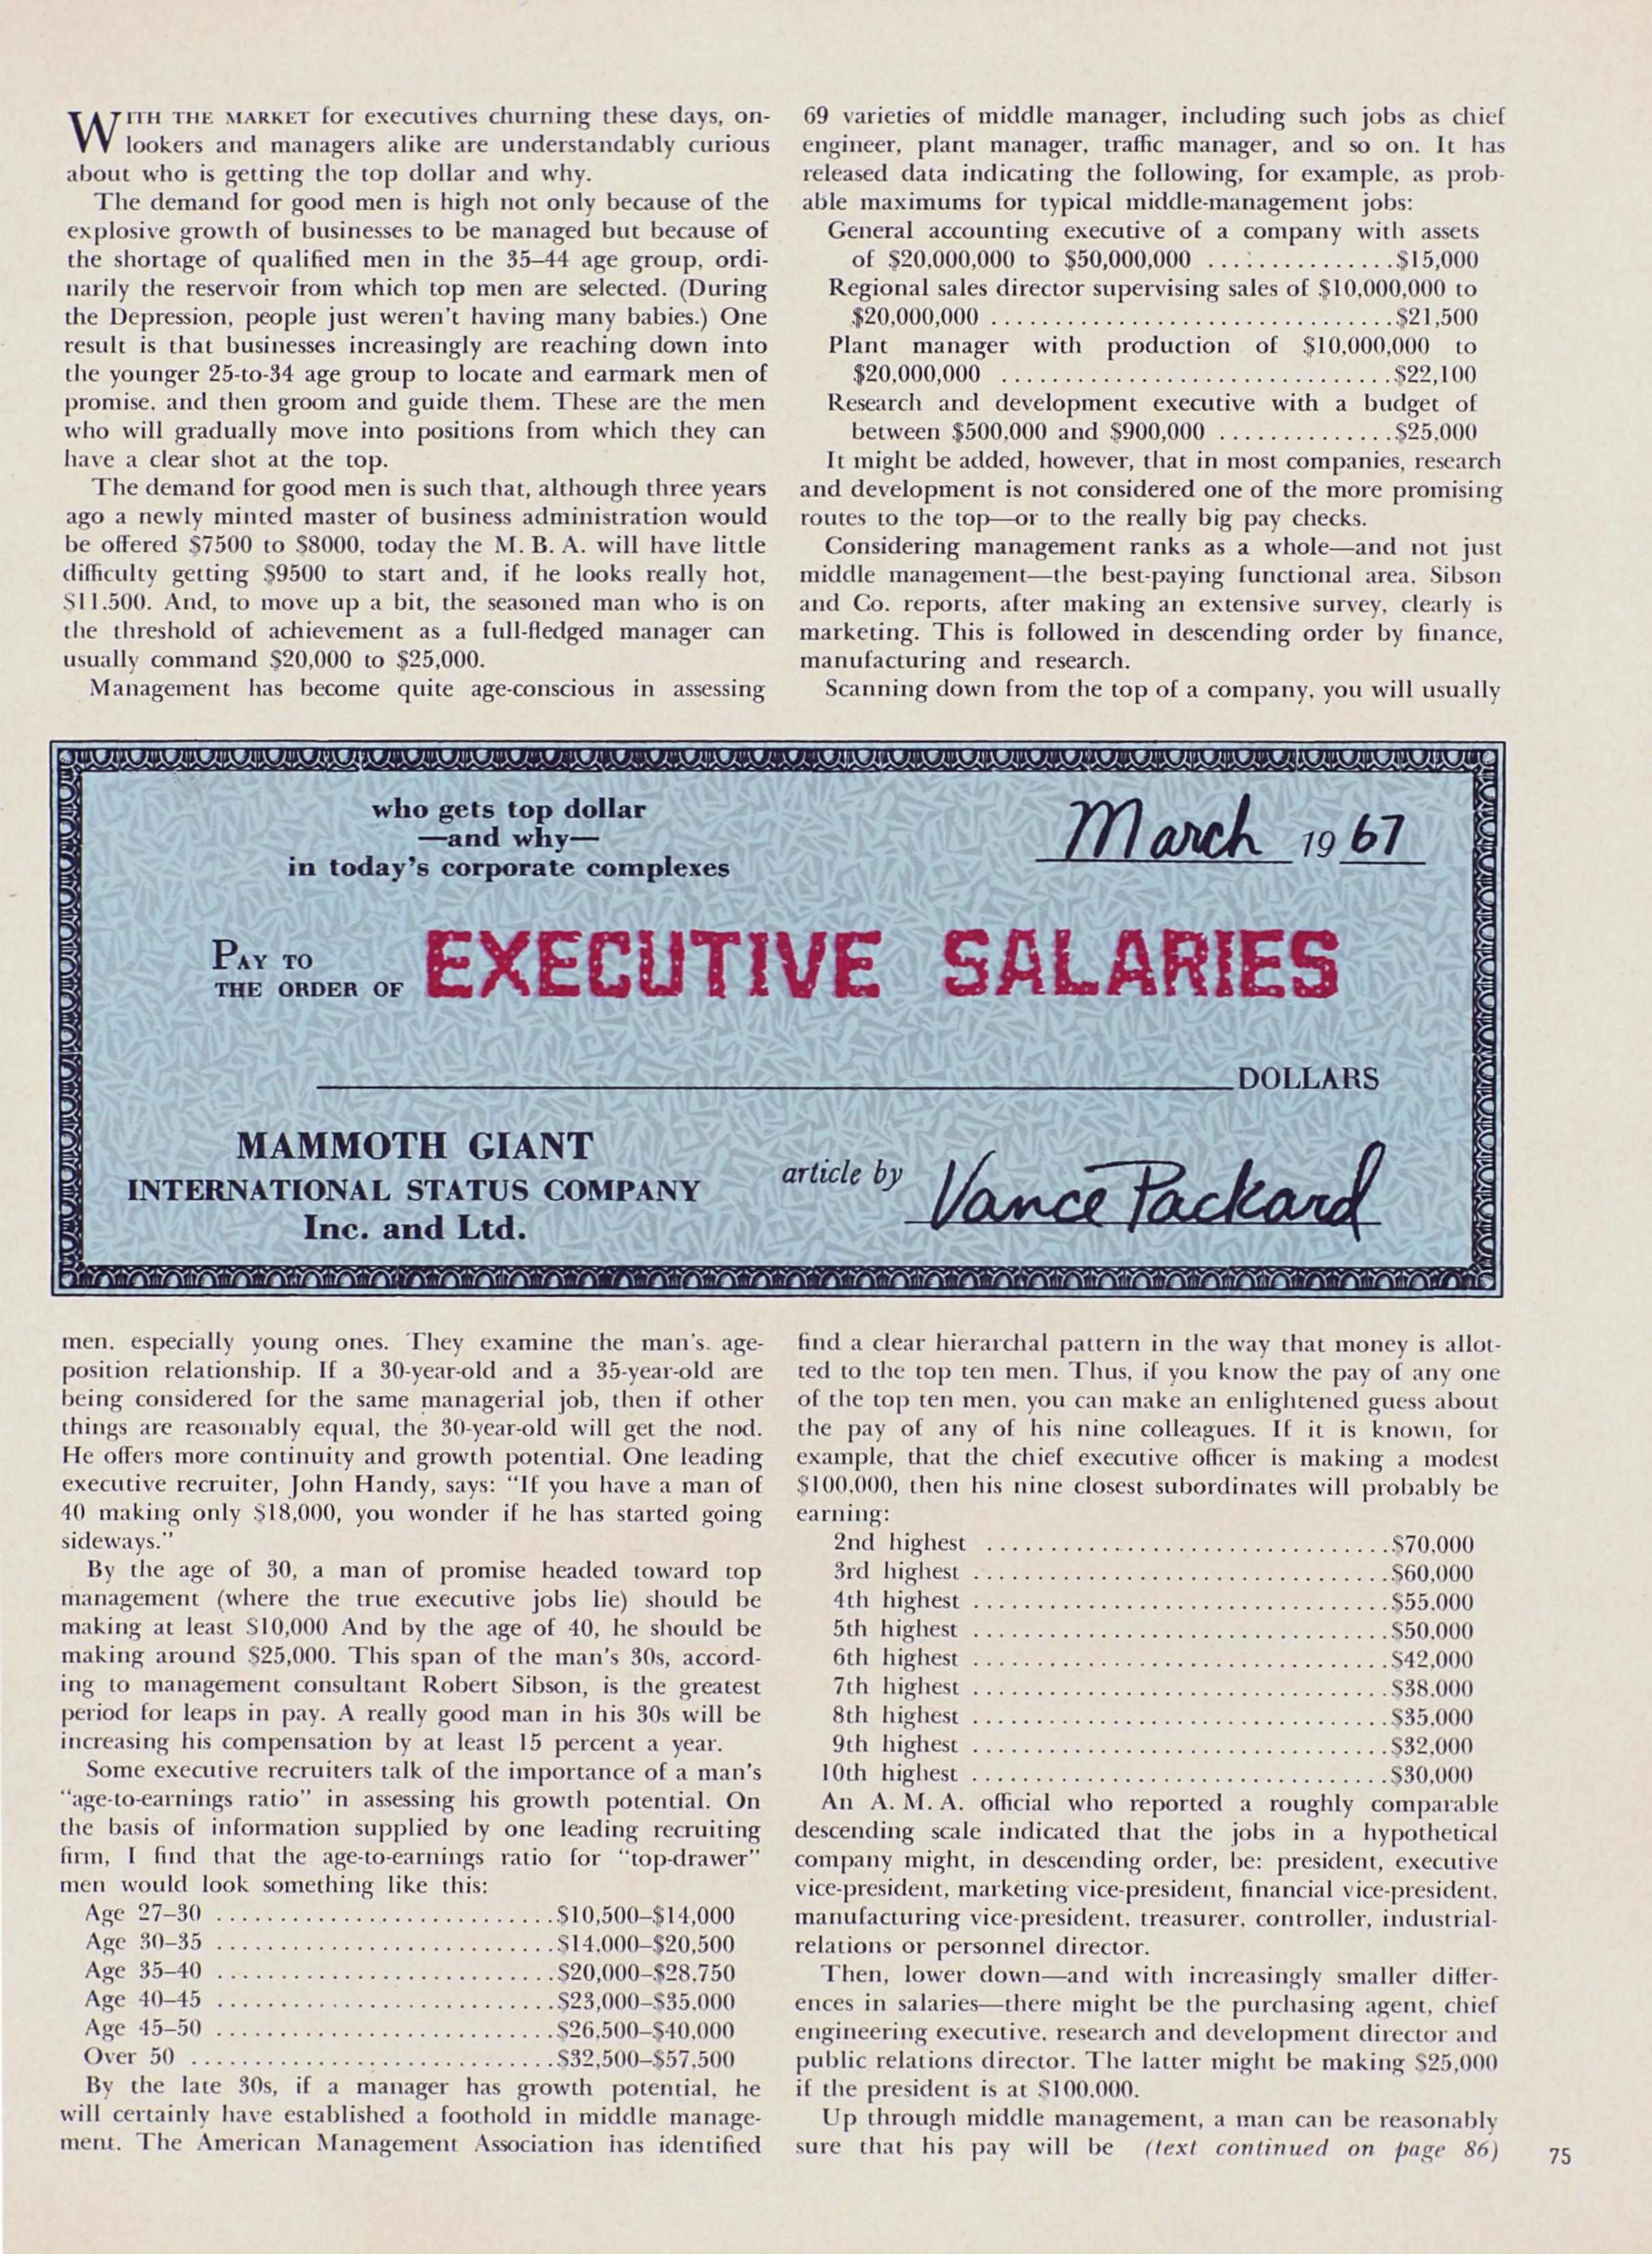 WITH THE MARKET for executives churning these days, on-
lookers and managers alike are understandably curious
about who is getting the top dollar and why.
The demand for good men is high not only because of the
explosive growth of businesses to be managed but because of
the shortage of qualified men in the 35–44 age group, ordi-
narily the reservoir from which top men are selected. (During
the Depression, people just weren't having many babies.) One
result is that businesses increasingly are reaching down into
the younger 25-to-34 age group to locate and earmark men of
promise, and then groom and guide them. These are the men
who will gradually move into positions from which they can
have a clear shot at the top.
The demand for good men is such that, although three years
ago a newly minted master of business administration would
be offered $7500 to $8000, today the M. B. A. will have little
difficulty getting $9500 to start and, if he looks really hot,
$11,500. And, to move up a bit, the seasoned man who is on
the threshold of achievement as a full-fledged manager can
usually command $20,000 to $25,000.
Management has become quite age-conscious in assessing
69 varieties of middle manager, including such jobs as chief
engineer, plant manager, traffic manager, and so on. It has
released data indicating the following, for example, as prob-
able maximums for typical middle-management jobs:
General accounting executive of a company with assets
of $20,000,000 to $50,000,000 ................$15,000
Regional sales director supervising sales of $10,000,000 to
$20,000,000 ..................................$21,500
Plant manager with production of $10,000,000 to
$20,000,000 .................................$22,100
Research and development executive with a budget of
between $500,000 and $900,000 ...............$25,000
It might be added, however, that in most companies, research
and development is not considered one of the more promising
routes to the top—or to the really big pay checks.
Considering management ranks as a whole—and not just
middle management—the best-paying functional area, Sibson
and Co. reports, after making an extensive survey, clearly is
marketing. This is followed in descending order by finance,
manufacturing and research.
Scanning down from the top of a company, you will usually
who gets top dollar
—and why—
in today's corporate complexes
March 1967
PAY TO
THE ORDER OF EXECUTIVE SALARIES
DOLLARS
MAMMOTH GIANT
INTERNATIONAL STATUS COMPANY
Inc. and Ltd.
article by Vance Packard
men, especially young ones. They examine the man's age-
position relationship. If a 30-year-old and a 35-year-old are
being considered for the same managerial job, then if other
things are reasonably equal, the 30-year-old will get the nod.
He offers more continuity and growth potential. One leading
executive recruiter, John Handy, says: "If you have a man of
40 making only $18,000, you wonder if he has started going
sideways."
By the age of 30, a man of promise headed toward top
management (where the true executive jobs lie) should be
making at least $10,000 And by the age of 40, he should be
making around $25,000. This span of the man's 30s, accord-
ing to management consultant Robert Sibson, is the greatest
period for leaps in pay. A really good man in his 30s will be
increasing his compensation by at least 15 percent a year.
Some executive recruiters talk of the importance of a man's
"age-to-earnings ratio" in assessing his growth potential. On
the basis of information supplied by one leading recruiting
firm, I find that the age-to-earnings ratio for "top-drawer"
men would look something like this:
Age 27–30 ............................$10,500–$14,000
Age 30–35 ............................$14,000–$20,500
Age 35–40 ............................$20,000–$28,750
Age 40–45 ............................$23,000–$35,000
Age 45–50 ............................$26,500–$40,000
Over 50 ..............................$32,500–$57,500
By the late 30s, if a manager has growth potential, he
will certainly have established a foothold in middle manage-
ment. The American Management Association has identified
find a clear hierarchal pattern in the way that money is allot-
ted to the top ten men. Thus, if you know the pay of any one
of the top ten men, you can make an enlightened guess about
the pay of any of his nine colleagues. If it is known, for
example, that the chief executive officer is making a modest
$100,000, then his nine closest subordinates will probably be
earning:
2nd highest ..................................$70,000
3rd highest ...................................$60,000
4th highest ...................................$55,000
5th highest ...................................$50,000
6th highest ...................................$42,000
7th highest ...................................$38,000
8th highest ...................................$35,000
9th highest ...................................$32,000
10th highest ...................................$30,000
An A. M. A. official who reported a roughly comparable
descending scale indicated that the jobs in a hypothetical
company might, in descending order, be: president, executive
vice-president, marketing vice-president, financial vice-president,
manufacturing vice-president, treasurer, controller, industrial-
relations or personnel director.
Then, lower down—and with increasingly smaller differ-
ences in salaries—there might be the purchasing agent, chief
engineering executive, research and development director and
public relations director. The latter might be making $25,000
if the president is at $100,000.
Up through middle management, a man can be reasonably
sure that his pay will be (text continued on page 86)
75